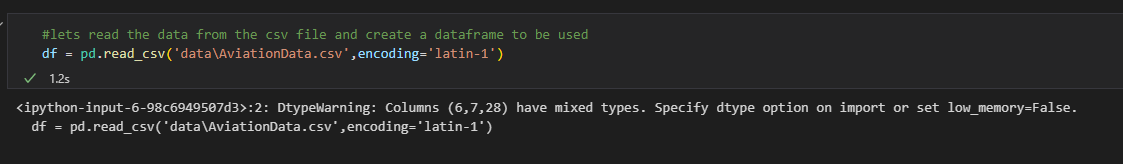 #lets read the data from the csv file and create a dataframe to be used
df = pd.read_csv('data\AviationData.csv',encoding='latin-1')
✓ 1.2s
<ipython-input-6-98c6949507d3>:2: DtypeWarning: Columns (6,7,28) have mixed types. Specify dtype option on import or set low_memory=False.
  df = pd.read_csv('data\AviationData.csv',encoding='latin-1')